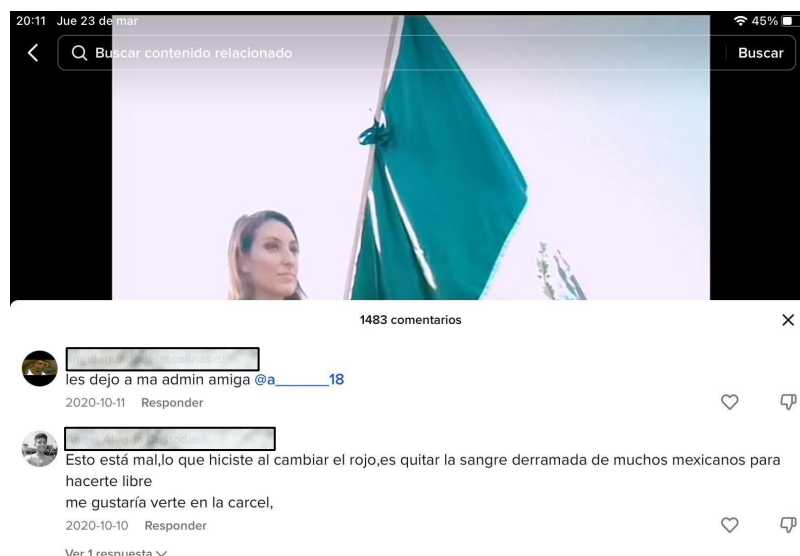 20:11 Jue 23 de mar
45%
Buscar contenido relacionado
Buscar
1483 comentarios
les dejo a ma admin amiga @a______18
2020-10-11 Responder
Esto está mal,lo que hiciste al cambiar el rojo,es quitar la sangre derramada de muchos mexicanos para
hacerte libre
me gustaría verte en la carcel,
2020-10-10 Responder
Ver 1 respuesta